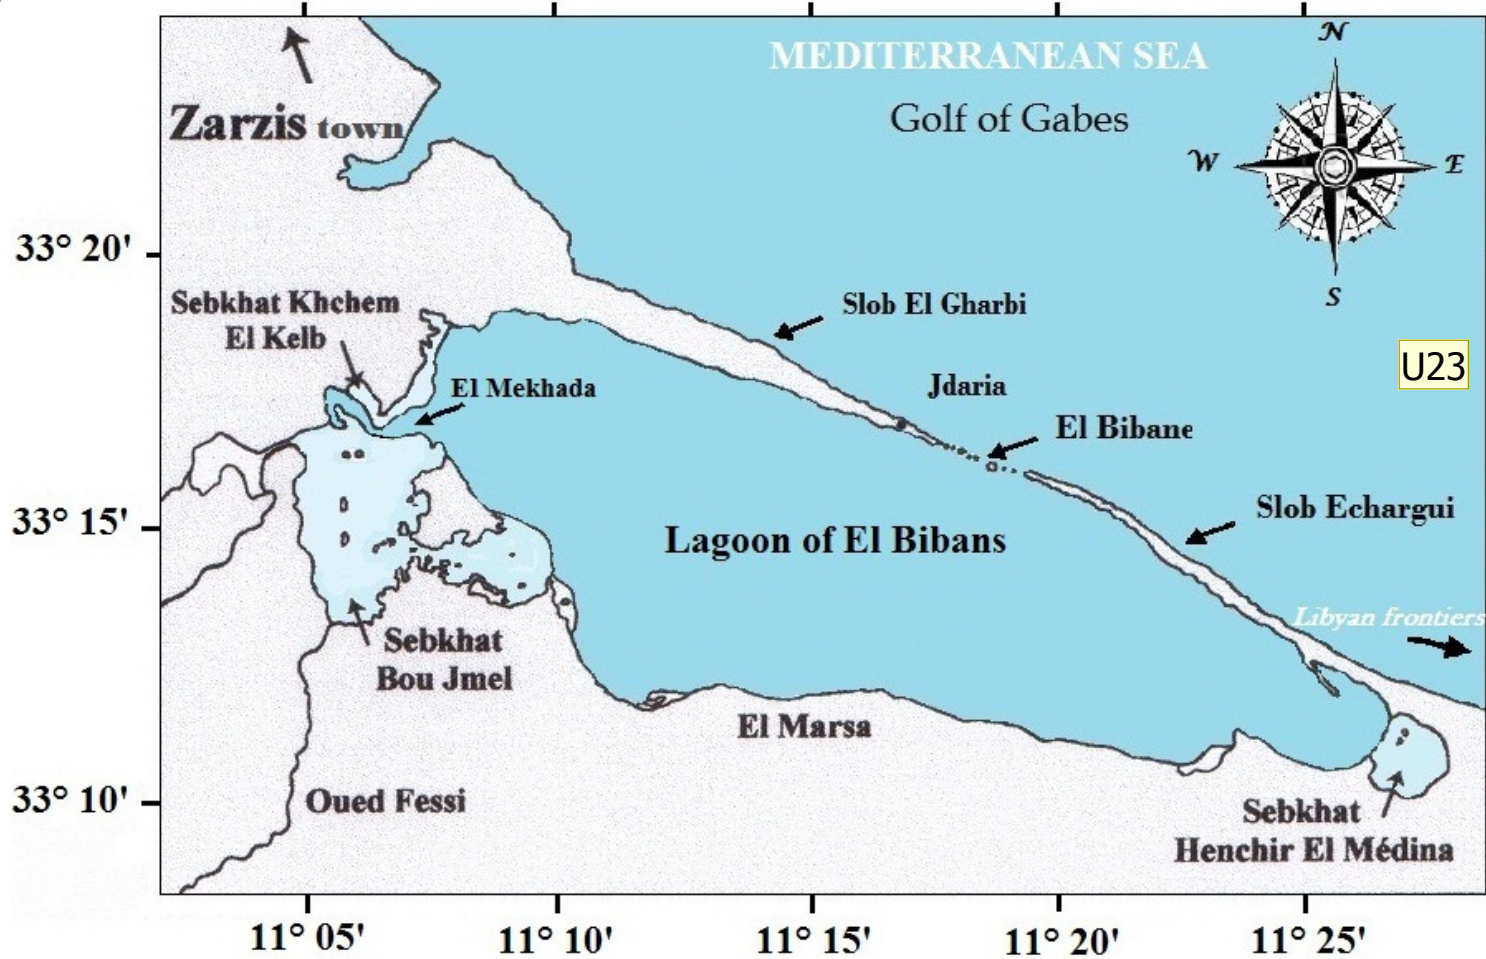 MEDITERRANEAN SEA
Golf of Gabes
N
W
E
S
Zarzis town
33° 20'
Sebkhat Khchem
El Kelb
Slob El Gharbi
U23
El Mekhada
Jdaria
El Bibane
33° 15'
Slob Echargui
Lagoon of El Bibans
Libyan frontiers
Sebkhat
Bou Jmel
El Marsa
33° 10'
Oued Fessi
Sebkhat
Henchir El Médina
11° 05'
11° 10'
11° 15'
11° 20'
11° 25'